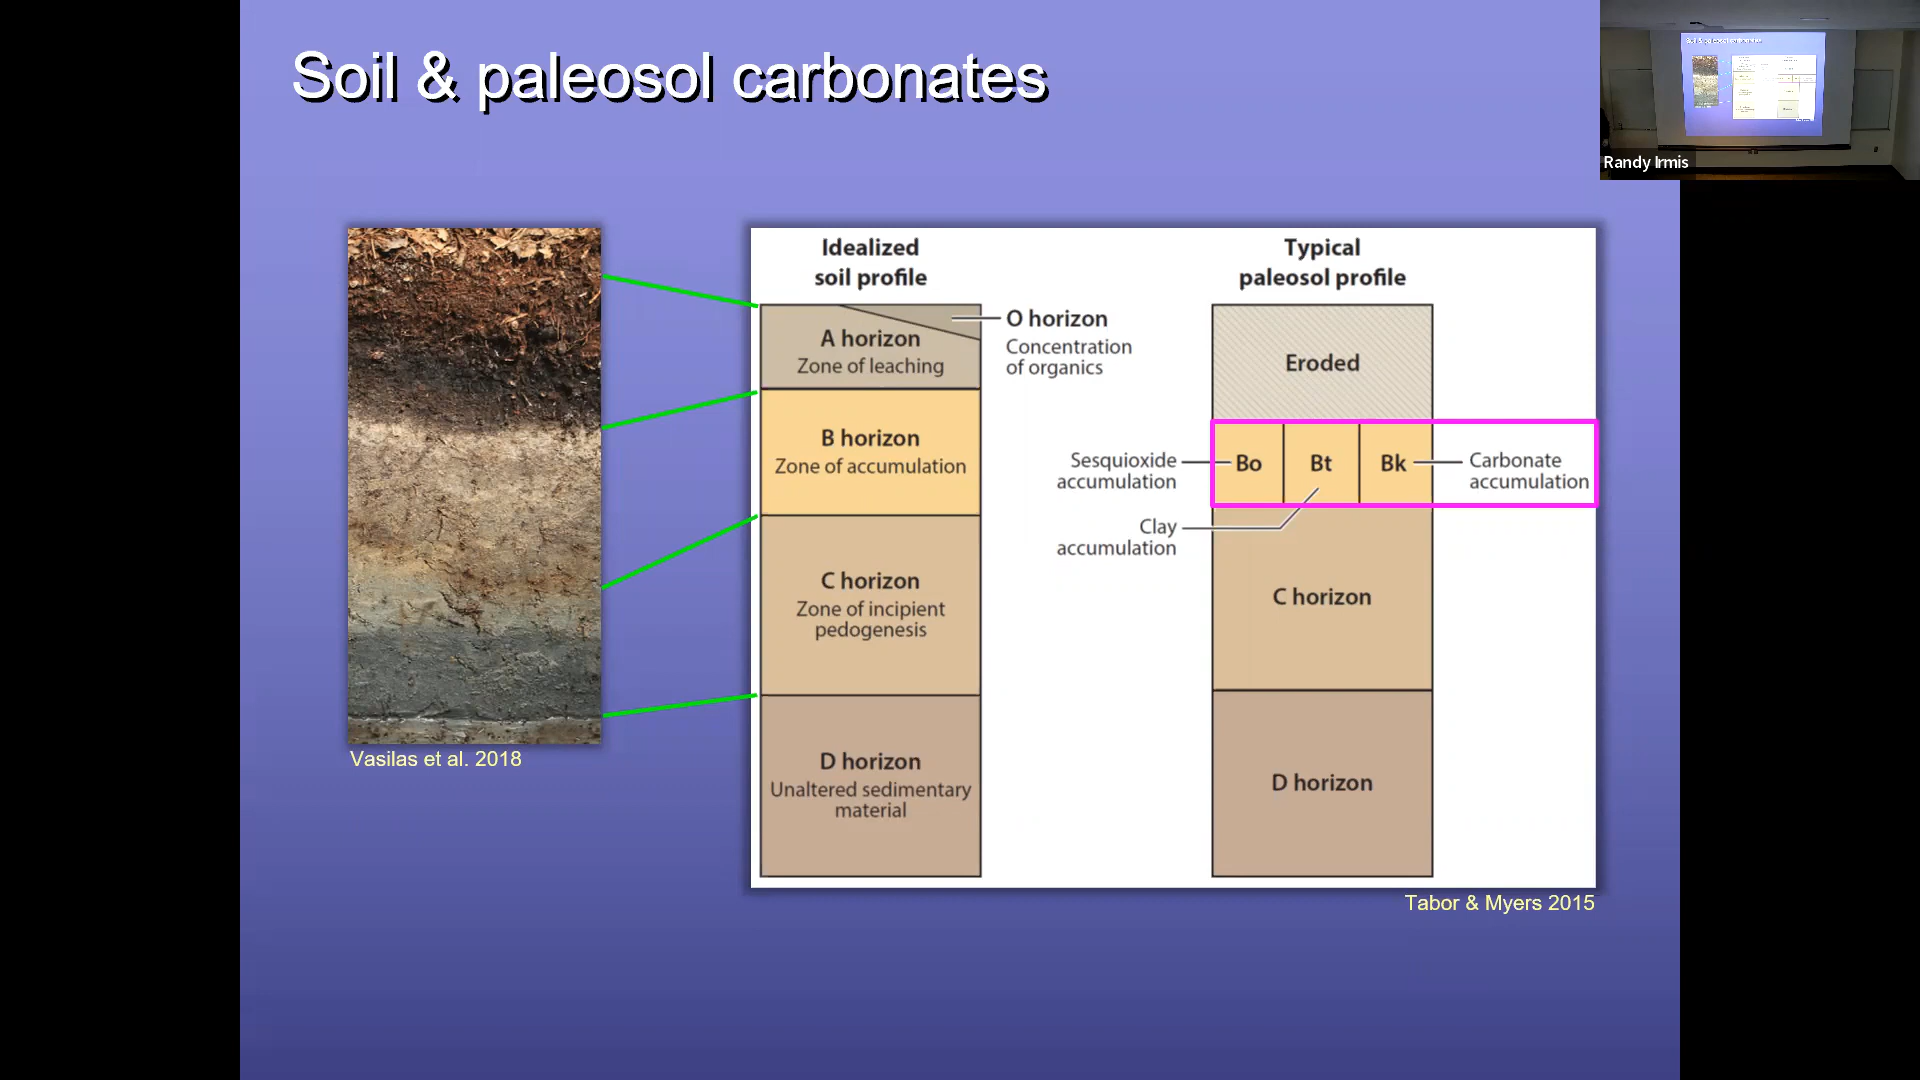 Soil & paleosol carbonates
Randy Irmis
Idealized
soil profile
A horizon
Zone of leaching
O horizon
Concentration
of organics
B horizon
Zone of accumulation
C horizon
Zone of incipient
pedogenesis
D horizon
Unaltered sedimentary
material
Typical
paleosol profile
Eroded
Sesquioxide
accumulation
Bo
Bt
Bk
Carbonate
accumulation
Clay
accumulation
C horizon
D horizon
Vasilas et al. 2018
Tabor & Myers 2015